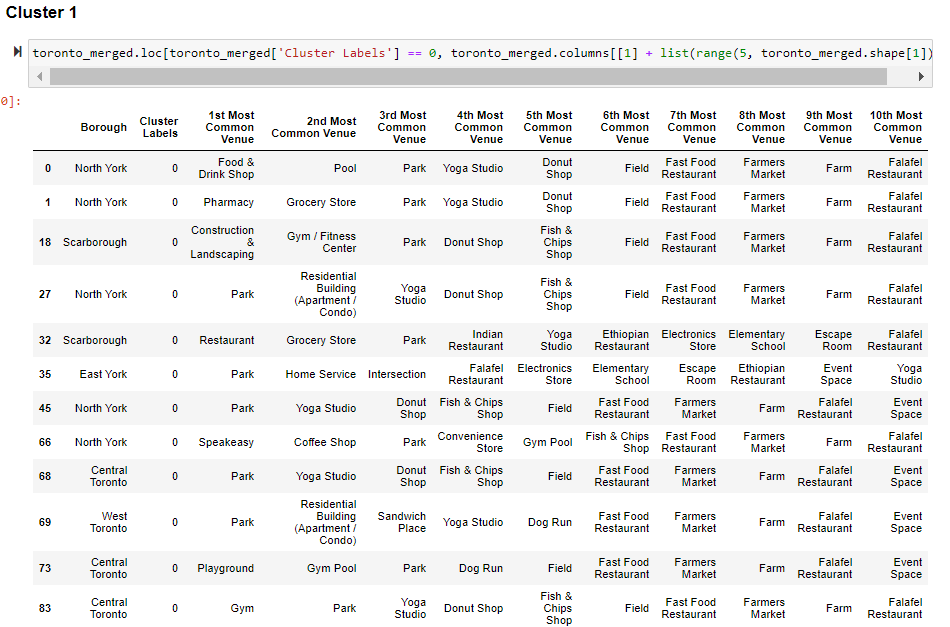 Cluster 1
toronto_merged.loc[toronto_merged['Cluster Labels'] == 0, toronto_merged.columns[[1] + list(range(5, toronto_merged.shape[1])
0]:
Borough Cluster Labels 1st Most Common Venue 2nd Most Common Venue 3rd Most Common Venue 4th Most Common Venue 5th Most Common Venue 6th Most Common Venue 7th Most Common Venue 8th Most Common Venue 9th Most Common Venue 10th Most Common Venue
0 North York 0 Food & Drink Shop Pool Park Yoga Studio Donut Shop Field Fast Food Restaurant Farmers Market Farm Falafel Restaurant
1 North York 0 Pharmacy Grocery Store Park Yoga Studio Donut Shop Field Fast Food Restaurant Farmers Market Farm Falafel Restaurant
18 Scarborough 0 Construction & Landscaping Gym / Fitness Center Park Donut Shop Fish & Chips Shop Field Fast Food Restaurant Farmers Market Farm Falafel Restaurant
27 North York 0 Park Residential Building (Apartment / Condo) Yoga Studio Donut Shop Fish & Chips Shop Field Fast Food Restaurant Farmers Market Farm Falafel Restaurant
32 Scarborough 0 Restaurant Grocery Store Park Indian Restaurant Yoga Studio Ethiopian Restaurant Electronics Store Elementary School Escape Room Falafel Restaurant
35 East York 0 Park Home Service Intersection Falafel Restaurant Electronics Store Elementary School Escape Room Ethiopian Restaurant Event Space Yoga Studio
45 North York 0 Park Yoga Studio Donut Shop Fish & Chips Shop Field Fast Food Restaurant Farmers Market Farm Falafel Restaurant Event Space
66 North York 0 Speakeasy Coffee Shop Park Convenience Store Gym Pool Fish & Chips Shop Fast Food Restaurant Farmers Market Farm Falafel Restaurant
68 Central Toronto 0 Park Yoga Studio Donut Shop Fish & Chips Shop Field Fast Food Restaurant Farmers Market Farm Falafel Restaurant Event Space
69 West Toronto 0 Park Residential Building (Apartment / Condo) Sandwich Place Yoga Studio Dog Run Fast Food Restaurant Farmers Market Farm Falafel Restaurant Event Space
73 Central Toronto 0 Playground Gym Pool Park Dog Run Field Fast Food Restaurant Farmers Market Farm Falafel Restaurant Event Space
83 Central Toronto 0 Gym Park Yoga Studio Donut Shop Fish & Chips Shop Field Fast Food Restaurant Farmers Market Farm Falafel Restaurant